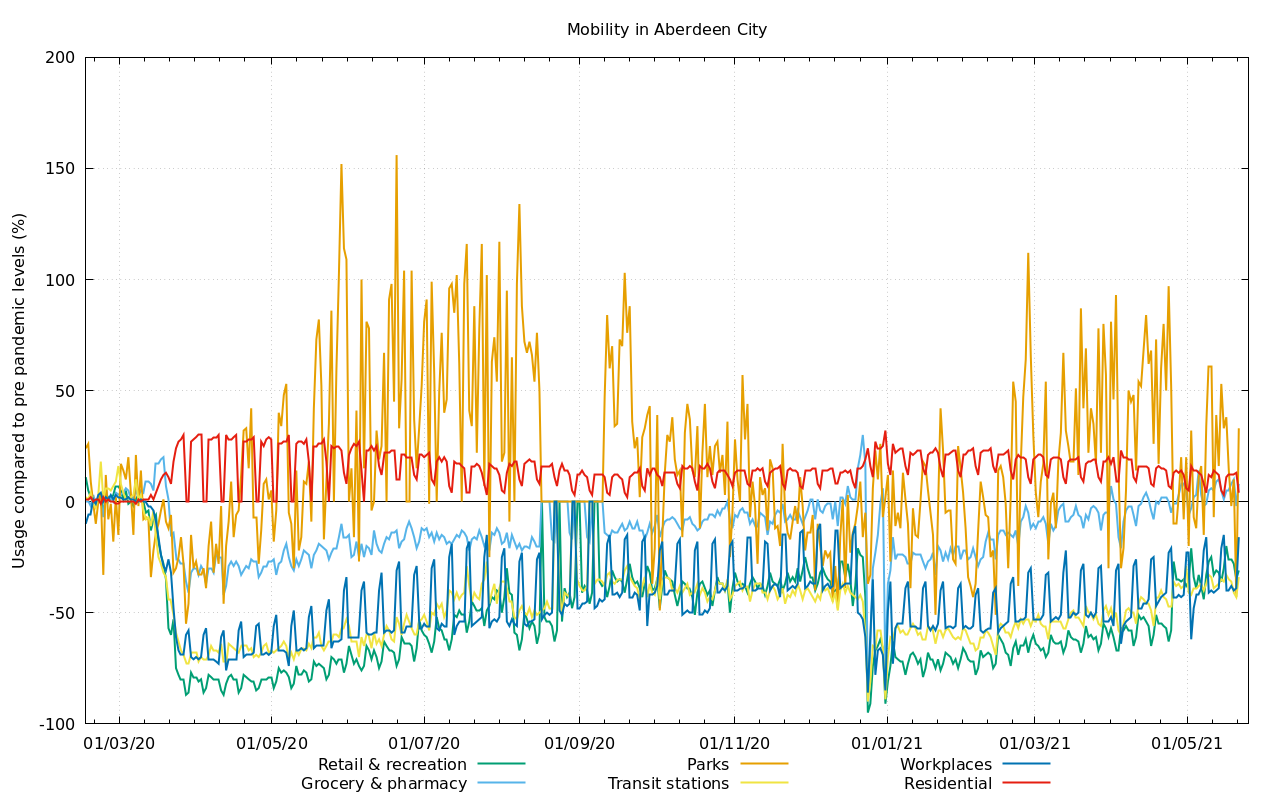 Mobility in Aberdeen City
Usage compared to pre pandemic levels (%)
200
150
100
50
0
-50
-100
01/03/20 01/05/20 01/07/20 01/09/20 01/11/20 01/01/21 01/03/21 01/05/21
Retail & recreation Parks Workplaces
Grocery & pharmacy Transit stations Residential